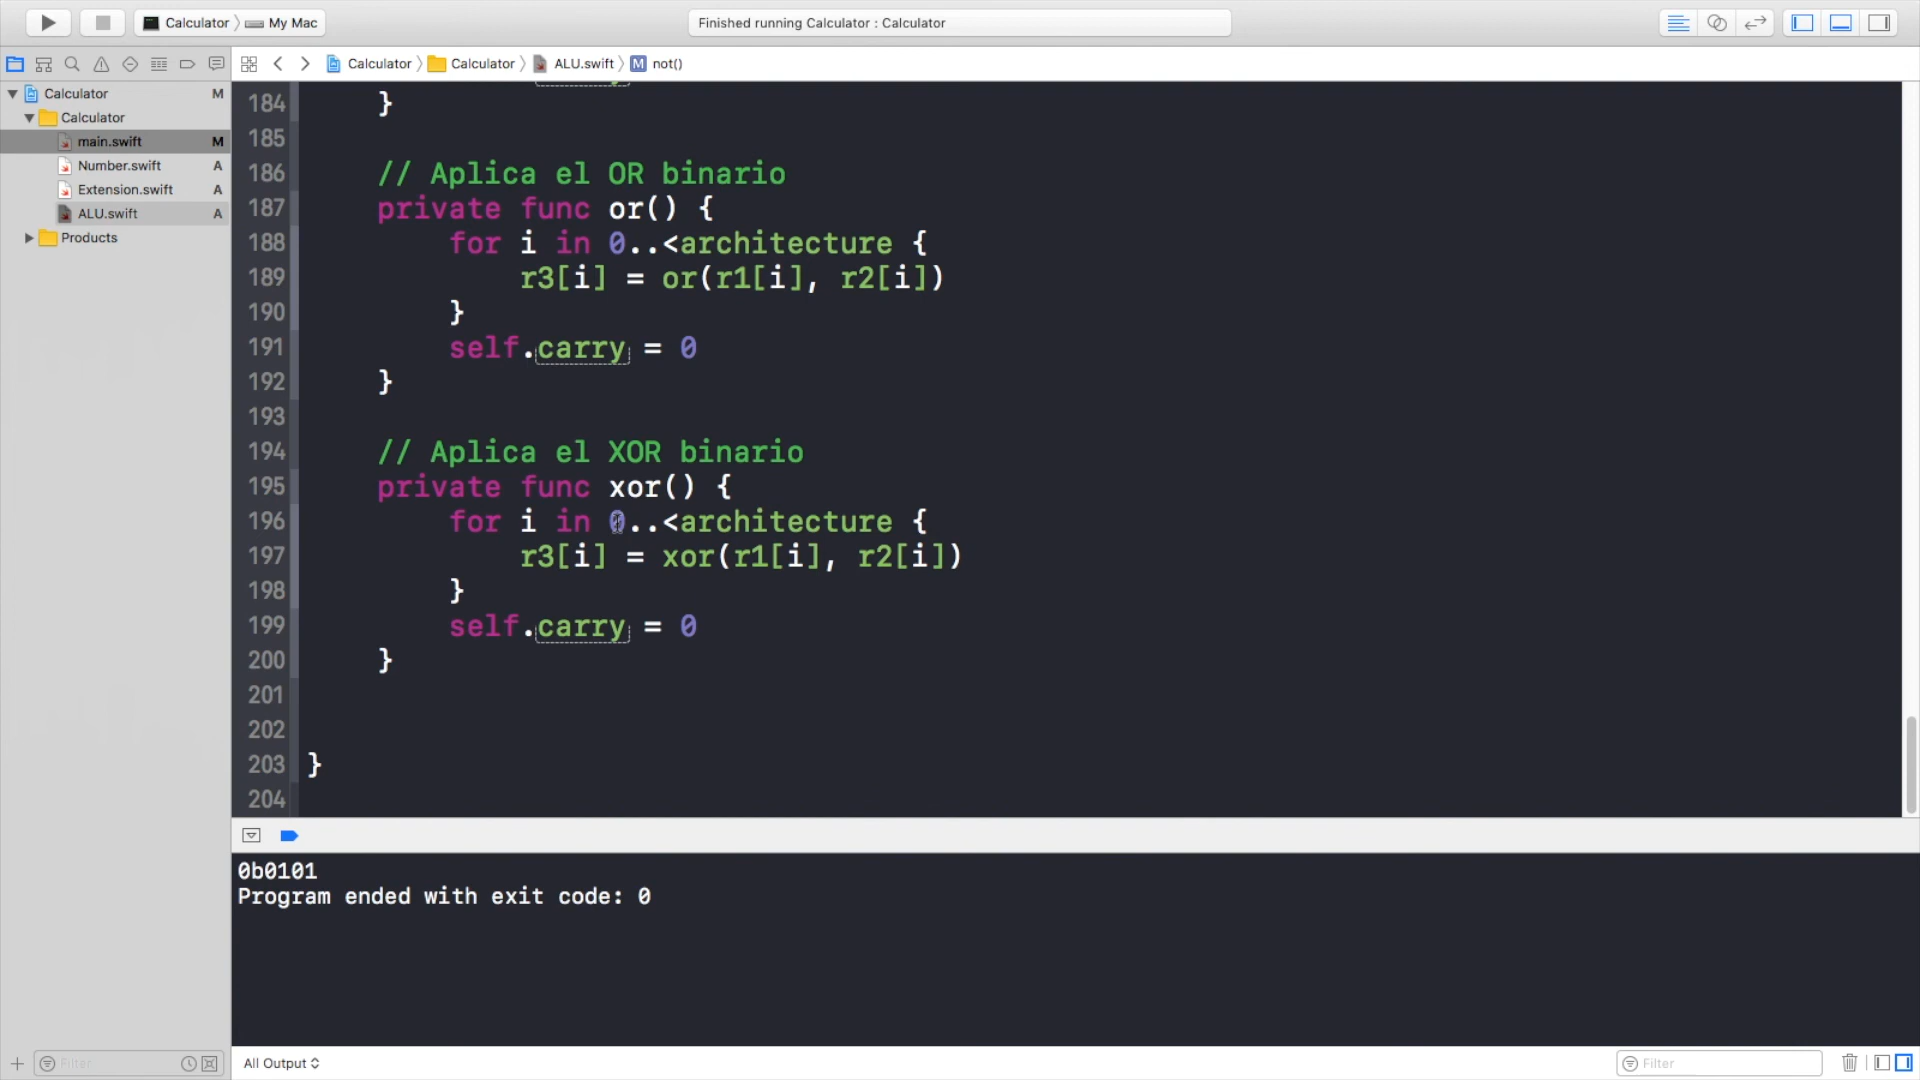 Calculator
My Mac
Finished running Calculator : Calculator
Calculator
Calculator
ALU.swift
M
not()
Calculator
M
Calculator
main.swift
M
Number.swift
A
Extension.swift
A
ALU.swift
A
Products
184 }
185
186 // Aplica el OR binario
187 private func or() {
188 for i in 0..<architecture {
189 r3[i] = or(r1[i], r2[i])
190 }
191 self.carry = 0
192 }
193
194 // Aplica el XOR binario
195 private func xor() {
196 for i in 0..<architecture {
197 r3[i] = xor(r1[i], r2[i])
198 }
199 self.carry = 0
200 }
201
202
203 }
204
0b0101
Program ended with exit code: 0
Filter
All Output
Filter